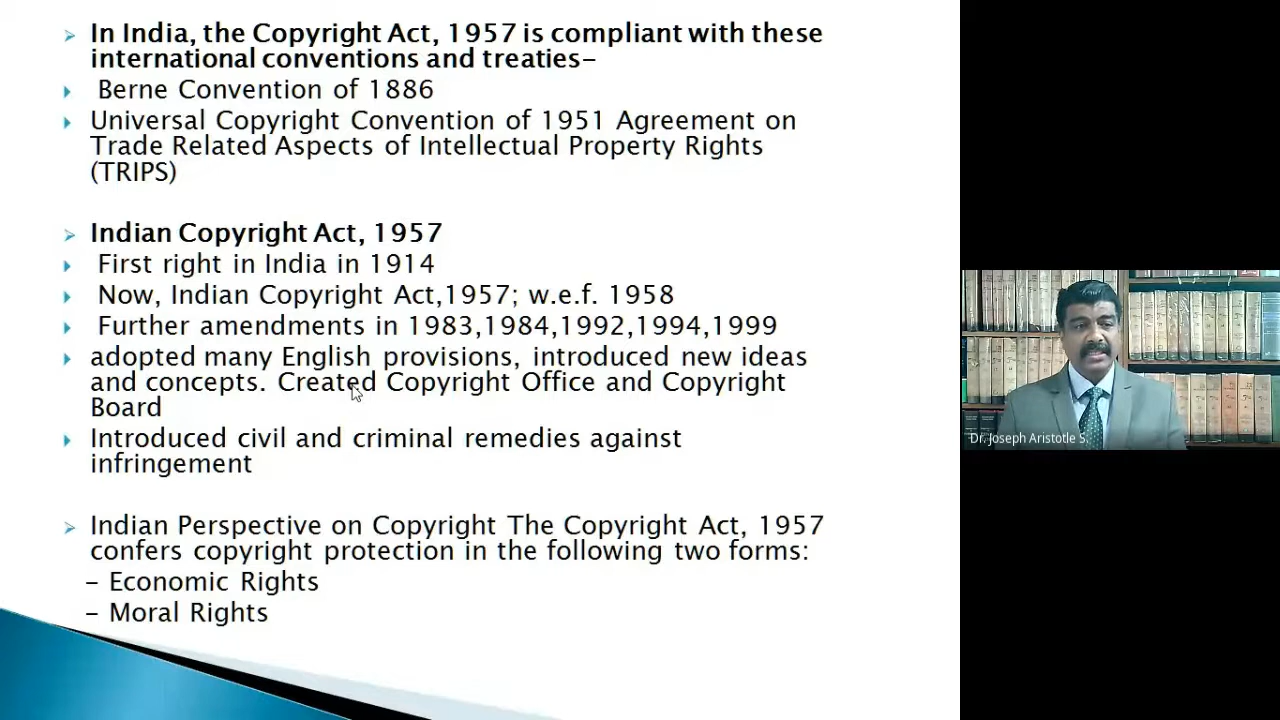 In India, the Copyright Act, 1957 is compliant with these
international conventions and treaties-
Berne Convention of 1886
Universal Copyright Convention of 1951 Agreement on
Trade Related Aspects of Intellectual Property Rights
(TRIPS)
Indian Copyright Act, 1957
First right in India in 1914
Now, Indian Copyright Act,1957; w.e.f. 1958
Further amendments in 1983,1984,1992,1994,1999
adopted many English provisions, introduced new ideas
and concepts. Created Copyright Office and Copyright
Board
Introduced civil and criminal remedies against
infringement
Indian Perspective on Copyright The Copyright Act, 1957
confers copyright protection in the following two forms:
- Economic Rights
- Moral Rights
Dr. Joseph Aristotle S.